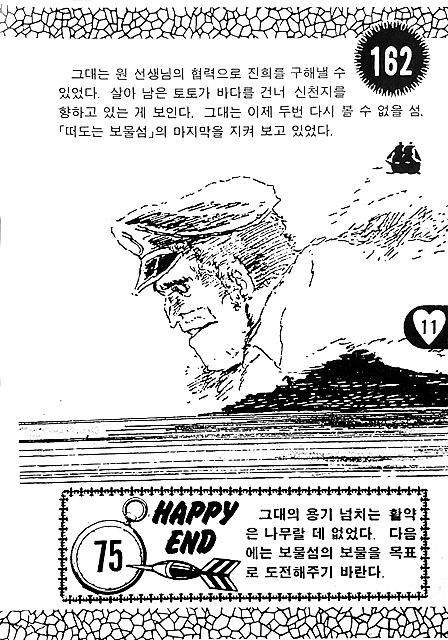 162
그대는 원 선생님의 협력으로 진희를 구해낼 수
있었다. 살아 남은 토토가 바다를 건너 신천지를
향하고 있는 게 보인다. 그대는 이제 두번 다시 볼 수 없을 섬.
「떠도는 보물섬」의 마지막을 지켜 보고 있었다.
11
75
HAPPY
END
그대의 용기 넘치는 활약
은 나무랄 데 없었다. 다음
에는 보물섬의 보물을 목표
로 도전해주기 바란다.